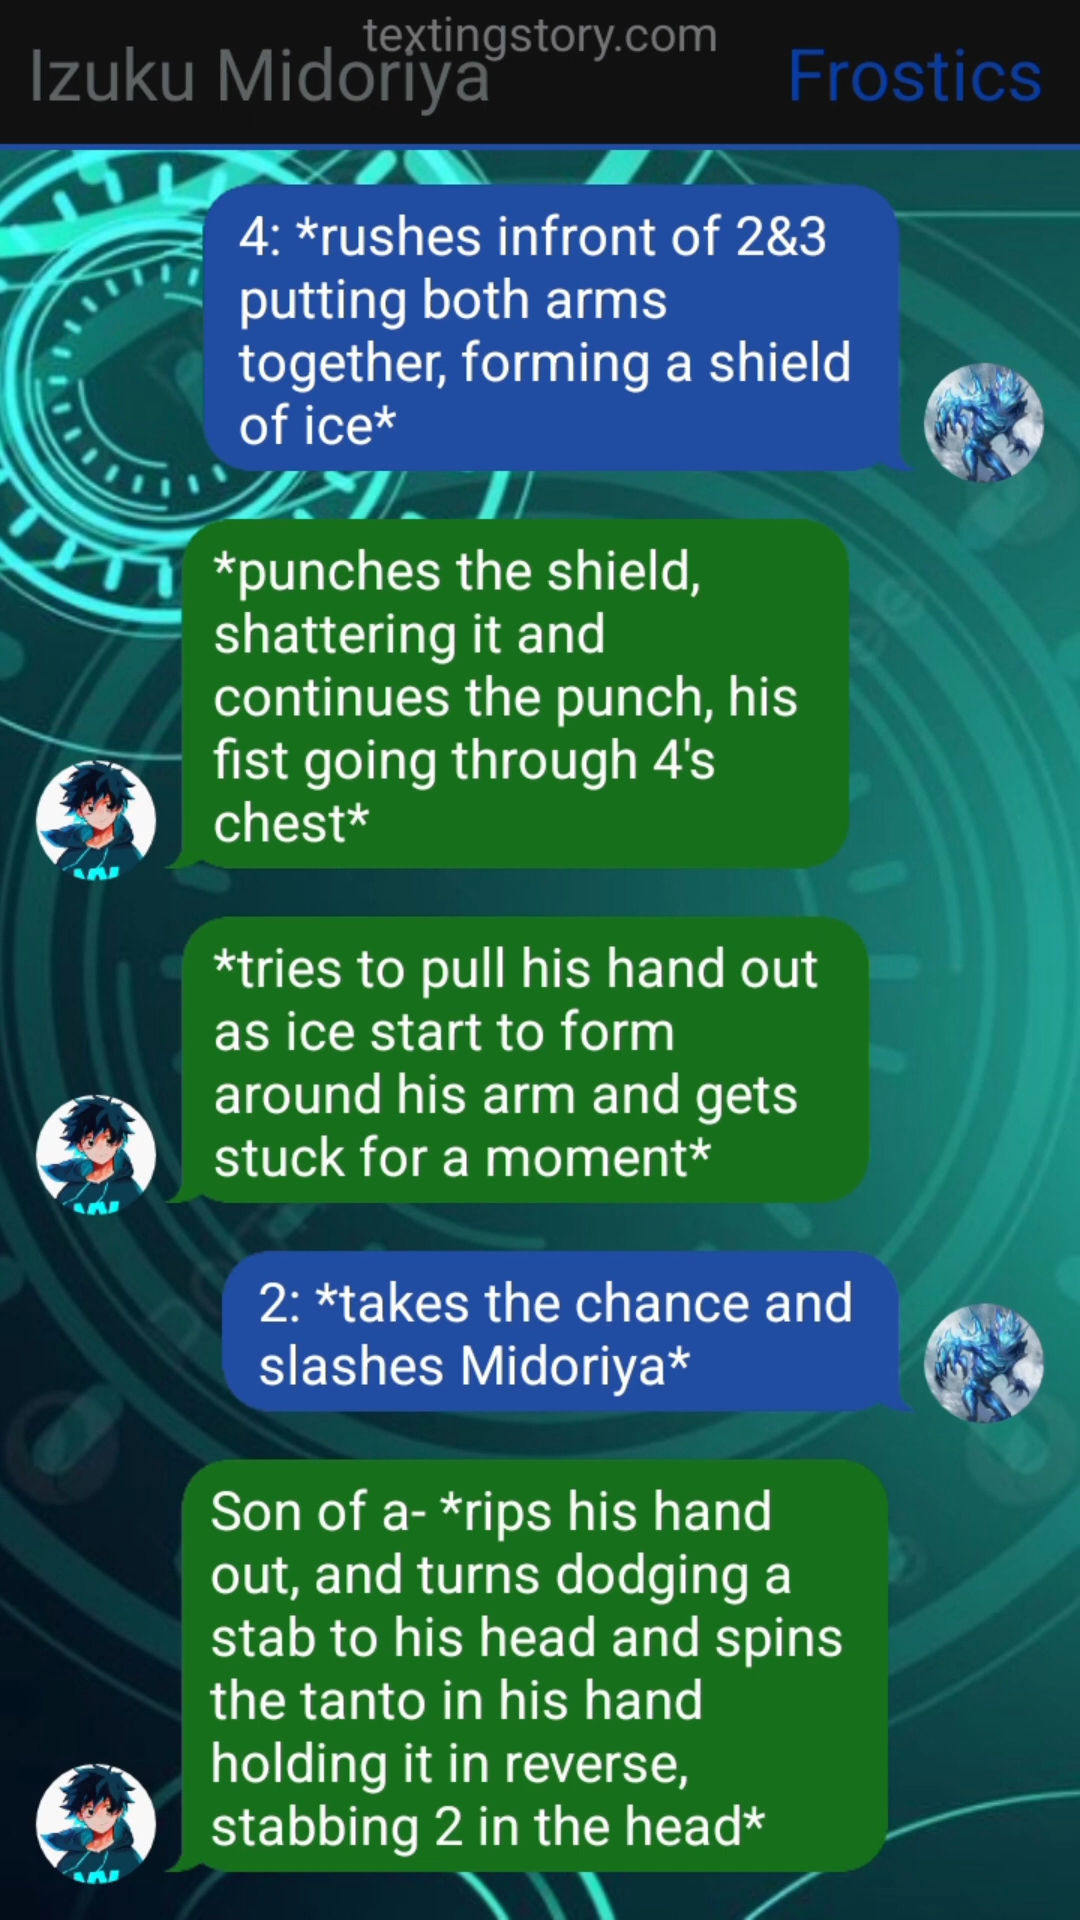 textingstory.com
Izuku Midoriya
Frostics
4: *rushes infront of 2&3
putting both arms
together, forming a shield
of ice*
*punches the shield,
shattering it and
continues the punch, his
fist going through 4's
chest*
*tries to pull his hand out
as ice start to form
around his arm and gets
stuck for a moment*
2: *takes the chance and
slashes Midoriya*
Son of a- *rips his hand
out, and turns dodging a
stab to his head and spins
the tanto in his hand
holding it in reverse,
stabbing 2 in the head*